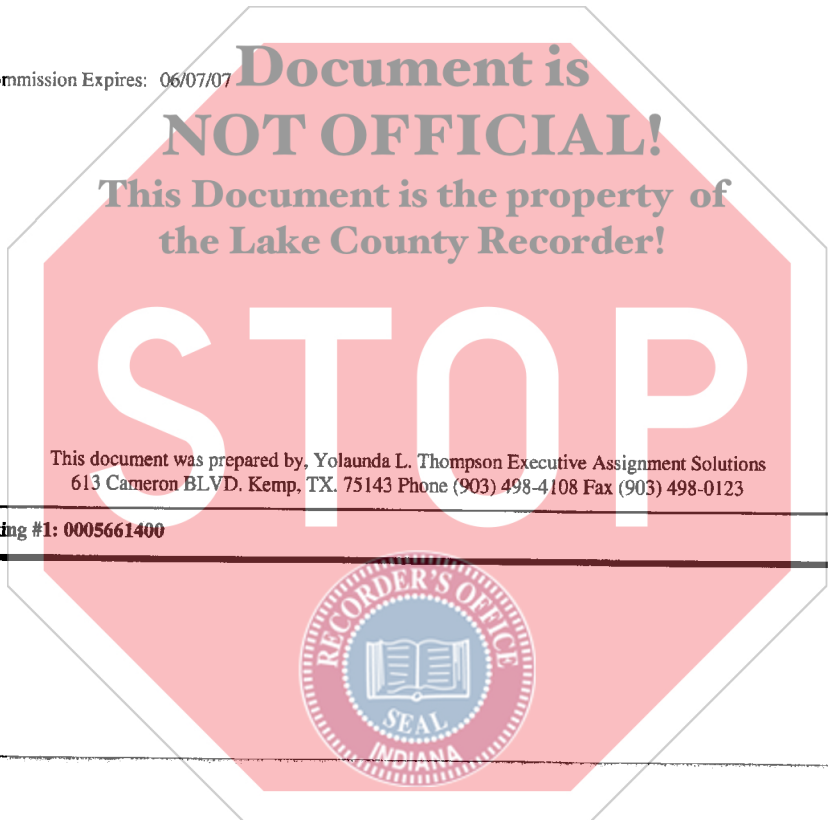 Document is
mmission Expires: 06/07/07
NOT OFFICIAL!
This Document is the property of
the Lake County Recorder!
STOP
This document was prepared by, Yolaunda L. Thompson Executive Assignment Solutions
613 Cameron BLVD. Kemp, TX. 75143 Phone (903) 498-4108 Fax (903) 498-0123
ing #1: 0005661400
RECORDER'S OFFICE
SEAL
INDIANA